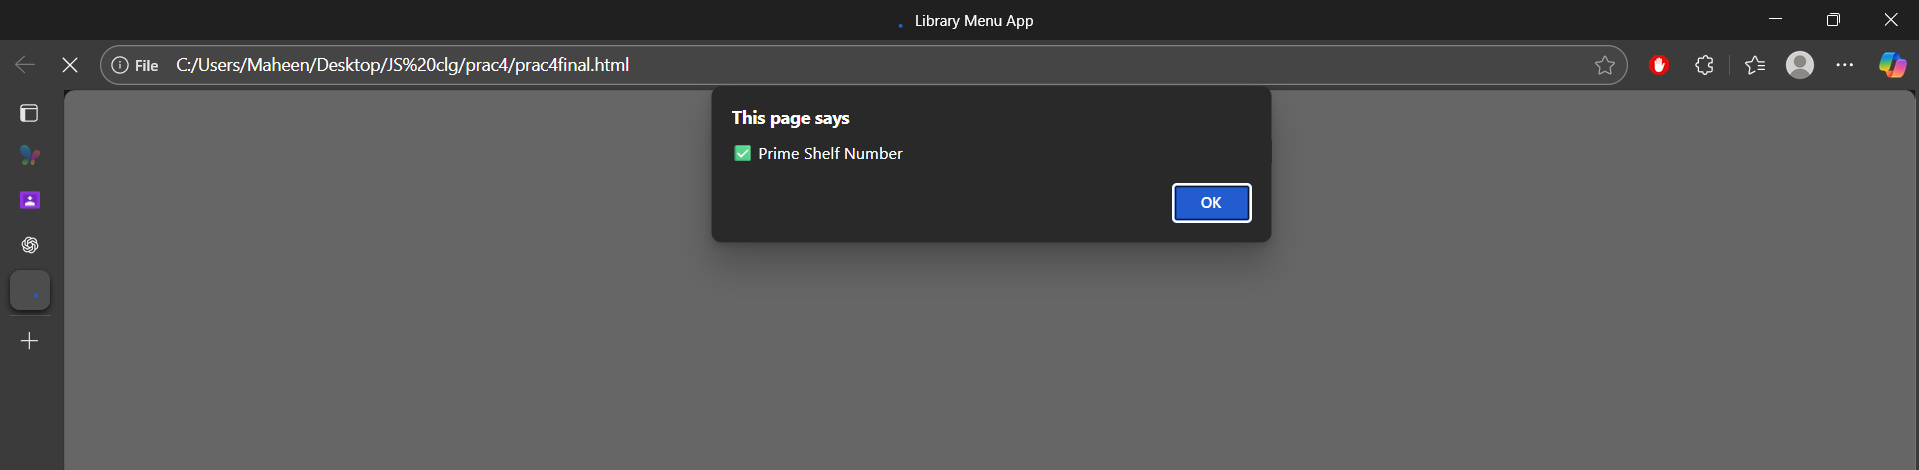 Library Menu App
File C:/Users/Maheen/Desktop/JS%20clg/prac4/prac4final.html
This page says
✅ Prime Shelf Number
OK